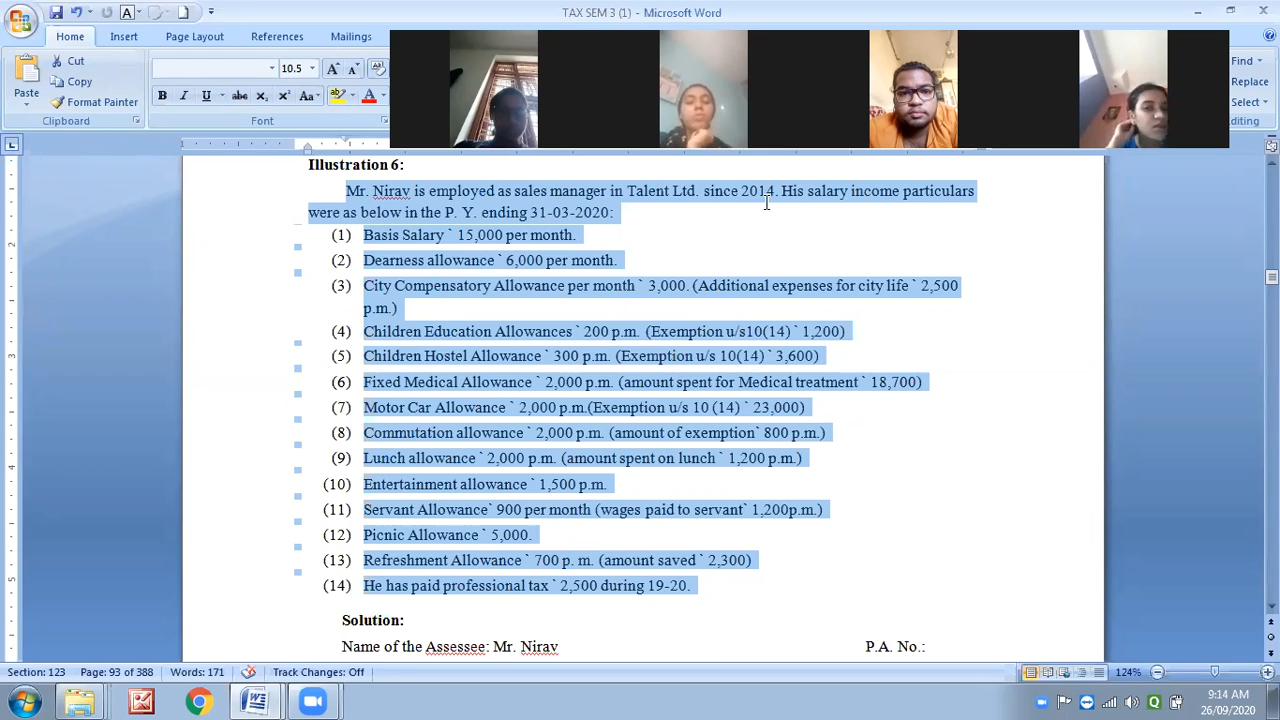 TAX SEM 3 (1) - Microsoft Word
Home Insert Page Layout References Mailings
Cut
Copy
Format Painter
Paste
Clipboard
10.5
Font
Find
Replace
Select
Editing
Illustration 6:
Mr. Nirav is employed as sales manager in Talent Ltd. since 2014. His salary income particulars
were as below in the P. Y. ending 31-03-2020:
(1) Basis Salary ` 15,000 per month.
(2) Dearness allowance ` 6,000 per month.
(3) City Compensatory Allowance per month ` 3,000. (Additional expenses for city life ` 2,500
p.m.)
(4) Children Education Allowances ` 200 p.m. (Exemption u/s10(14) ` 1,200)
(5) Children Hostel Allowance ` 300 p.m. (Exemption u/s 10(14) ` 3,600)
(6) Fixed Medical Allowance ` 2,000 p.m. (amount spent for Medical treatment ` 18,700)
(7) Motor Car Allowance ` 2,000 p.m.(Exemption u/s 10 (14) ` 23,000)
(8) Commutation allowance ` 2,000 p.m. (amount of exemption` 800 p.m.)
(9) Lunch allowance ` 2,000 p.m. (amount spent on lunch ` 1,200 p.m.)
(10) Entertainment allowance ` 1,500 p.m.
(11) Servant Allowance` 900 per month (wages paid to servant` 1,200p.m.)
(12) Picnic Allowance ` 5,000.
(13) Refreshment Allowance ` 700 p. m. (amount saved ` 2,300)
(14) He has paid professional tax ` 2,500 during 19-20.
Solution:
Name of the Assessee: Mr. Nirav P.A. No.:
Section: 123 Page: 93 of 388 Words: 171 Track Changes: Off 124%
9:14 AM
26/09/2020